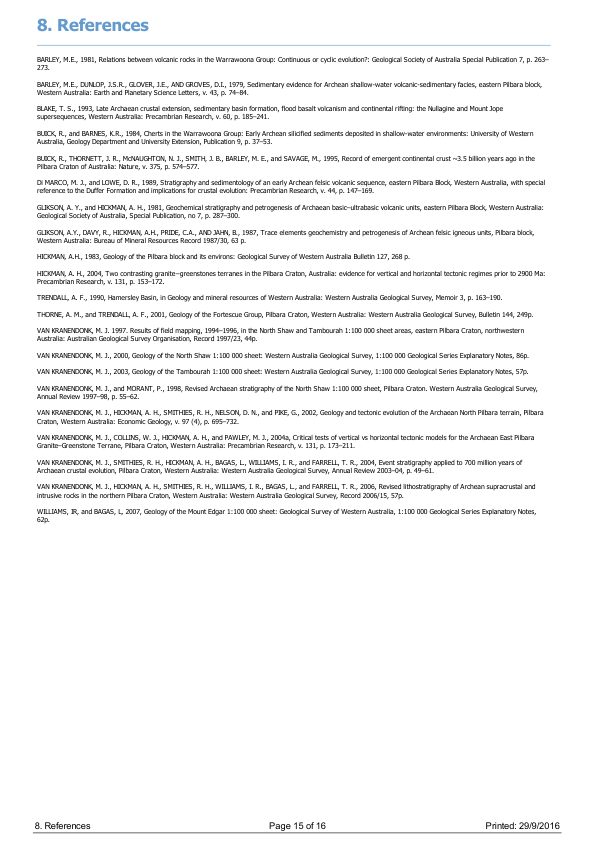 8. References
BARLEY, M.E., 1981, Relations between volcanic rocks in the Warrawoona Group: Continuous or cyclic evolution?: Geological Society of Australia Special Publication 7, p. 263–
273.
BARLEY, M.E., DUNLOP, J.S.R., GLOVER, J.E., AND GROVES, D.I., 1979, Sedimentary evidence for Archean shallow-water volcanic-sedimentary facies, eastern Pilbara block,
Western Australia: Earth and Planetary Science Letters, v. 43, p. 74–84.
BLAKE, T. S., 1993, Late Archaean crustal extension, sedimentary basin formation, flood basalt volcanism and continental rifting: the Nullagine and Mount Jope
supersequences, Western Australia: Precambrian Research, v. 60, p. 185–241.
BUICK, R., and BARNES, K.R., 1984, Cherts in the Warrawoona Group: Early Archean silicified sediments deposited in shallow-water environments: University of Western
Australia, Geology Department and University Extension, Publication 9, p. 37–53.
BUICK, R., THORNETT, J. R., McNAUGHTON, N. J., SMITH, J. B., BARLEY, M. E., and SAVAGE, M., 1995, Record of emergent continental crust ~3.5 billion years ago in the
Pilbara Craton of Australia: Nature, v. 375, p. 574–577.
Di MARCO, M. J., and LOWE, D. R., 1989, Stratigraphy and sedimentology of an early Archean felsic volcanic sequence, eastern Pilbara Block, Western Australia, with special
reference to the Duffer Formation and implications for crustal evolution: Precambrian Research, v. 44, p. 147–169.
GLIKSON, A. Y., and HICKMAN, A. H., 1981, Geochemical stratigraphy and petrogenesis of Archaean basic–ultrabasic volcanic units, eastern Pilbara Block, Western Australia:
Geological Society of Australia, Special Publication, no 7, p. 287–300.
GLIKSON, A.Y., DAVY, R., HICKMAN, A.H., PRIDE, C.A., AND JAHN, B., 1987, Trace elements geochemistry and petrogenesis of Archean felsic igneous units, Pilbara block,
Western Australia: Bureau of Mineral Resources Record 1987/30, 63 p.
HICKMAN, A.H., 1983, Geology of the Pilbara block and its environs: Geological Survey of Western Australia Bulletin 127, 268 p.
HICKMAN, A. H., 2004, Two contrasting granite–greenstones terranes in the Pilbara Craton, Australia: evidence for vertical and horizontal tectonic regimes prior to 2900 Ma:
Precambrian Research, v. 131, p. 153–172.
TRENDALL, A. F., 1990, Hamersley Basin, in Geology and mineral resources of Western Australia: Western Australia Geological Survey, Memoir 3, p. 163–190.
THORNE, A. M., and TRENDALL, A. F., 2001, Geology of the Fortescue Group, Pilbara Craton, Western Australia: Western Australia Geological Survey, Bulletin 144, 249p.
VAN KRANENDONK, M. J. 1997. Results of field mapping, 1994–1996, in the North Shaw and Tambourah 1:100 000 sheet areas, eastern Pilbara Craton, northwestern
Australia: Australian Geological Survey Organisation, Record 1997/23, 44p.
VAN KRANENDONK, M. J., 2000, Geology of the North Shaw 1:100 000 sheet: Western Australia Geological Survey, 1:100 000 Geological Series Explanatory Notes, 86p.
VAN KRANENDONK, M. J., 2003, Geology of the Tambourah 1:100 000 sheet: Western Australia Geological Survey, 1:100 000 Geological Series Explanatory Notes, 57p.
VAN KRANENDONK, M. J., and MORANT, P., 1998, Revised Archaean stratigraphy of the North Shaw 1:100 000 sheet, Pilbara Craton. Western Australia Geological Survey,
Annual Review 1997–98, p. 55–62.
VAN KRANENDONK, M. J., HICKMAN, A. H., SMITHIES, R. H., NELSON, D. N., and PIKE, G., 2002, Geology and tectonic evolution of the Archaean North Pilbara terrain, Pilbara
Craton, Western Australia: Economic Geology, v. 97 (4), p. 695–732.
VAN KRANENDONK, M. J., COLLINS, W. J., HICKMAN, A. H., and PAWLEY, M. J., 2004a, Critical tests of vertical vs horizontal tectonic models for the Archaean East Pilbara
Granite–Greenstone Terrane, Pilbara Craton, Western Australia: Precambrian Research, v. 131, p. 173–211.
VAN KRANENDONK, M. J., SMITHIES, R. H., HICKMAN, A. H., BAGAS, L., WILLIAMS, I. R., and FARRELL, T. R., 2004, Event stratigraphy applied to 700 million years of
Archaean crustal evolution, Pilbara Craton, Western Australia: Western Australia Geological Survey, Annual Review 2003–04, p. 49–61.
VAN KRANENDONK, M. J., HICKMAN, A. H., SMITHIES, R. H., WILLIAMS, I. R., BAGAS, L., and FARRELL, T. R., 2006, Revised lithostratigraphy of Archean supracrustal and
intrusive rocks in the northern Pilbara Craton, Western Australia: Western Australia Geological Survey, Record 2006/15, 57p.
WILLIAMS, IR, and BAGAS, L, 2007, Geology of the Mount Edgar 1:100 000 sheet: Geological Survey of Western Australia, 1:100 000 Geological Series Explanatory Notes,
62p.
8. References Page 15 of 16 Printed: 29/9/2016